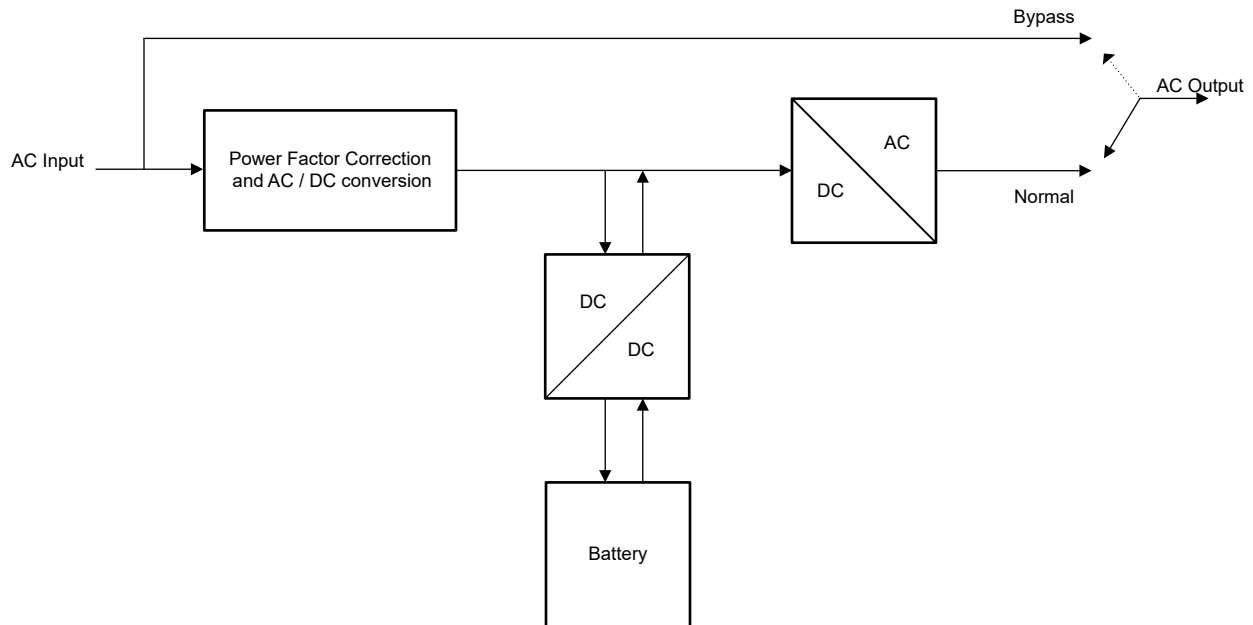 Bypass
AC Output
AC Input
Power Factor Correction
and AC / DC conversion
AC
DC
Normal
DC
DC
Battery